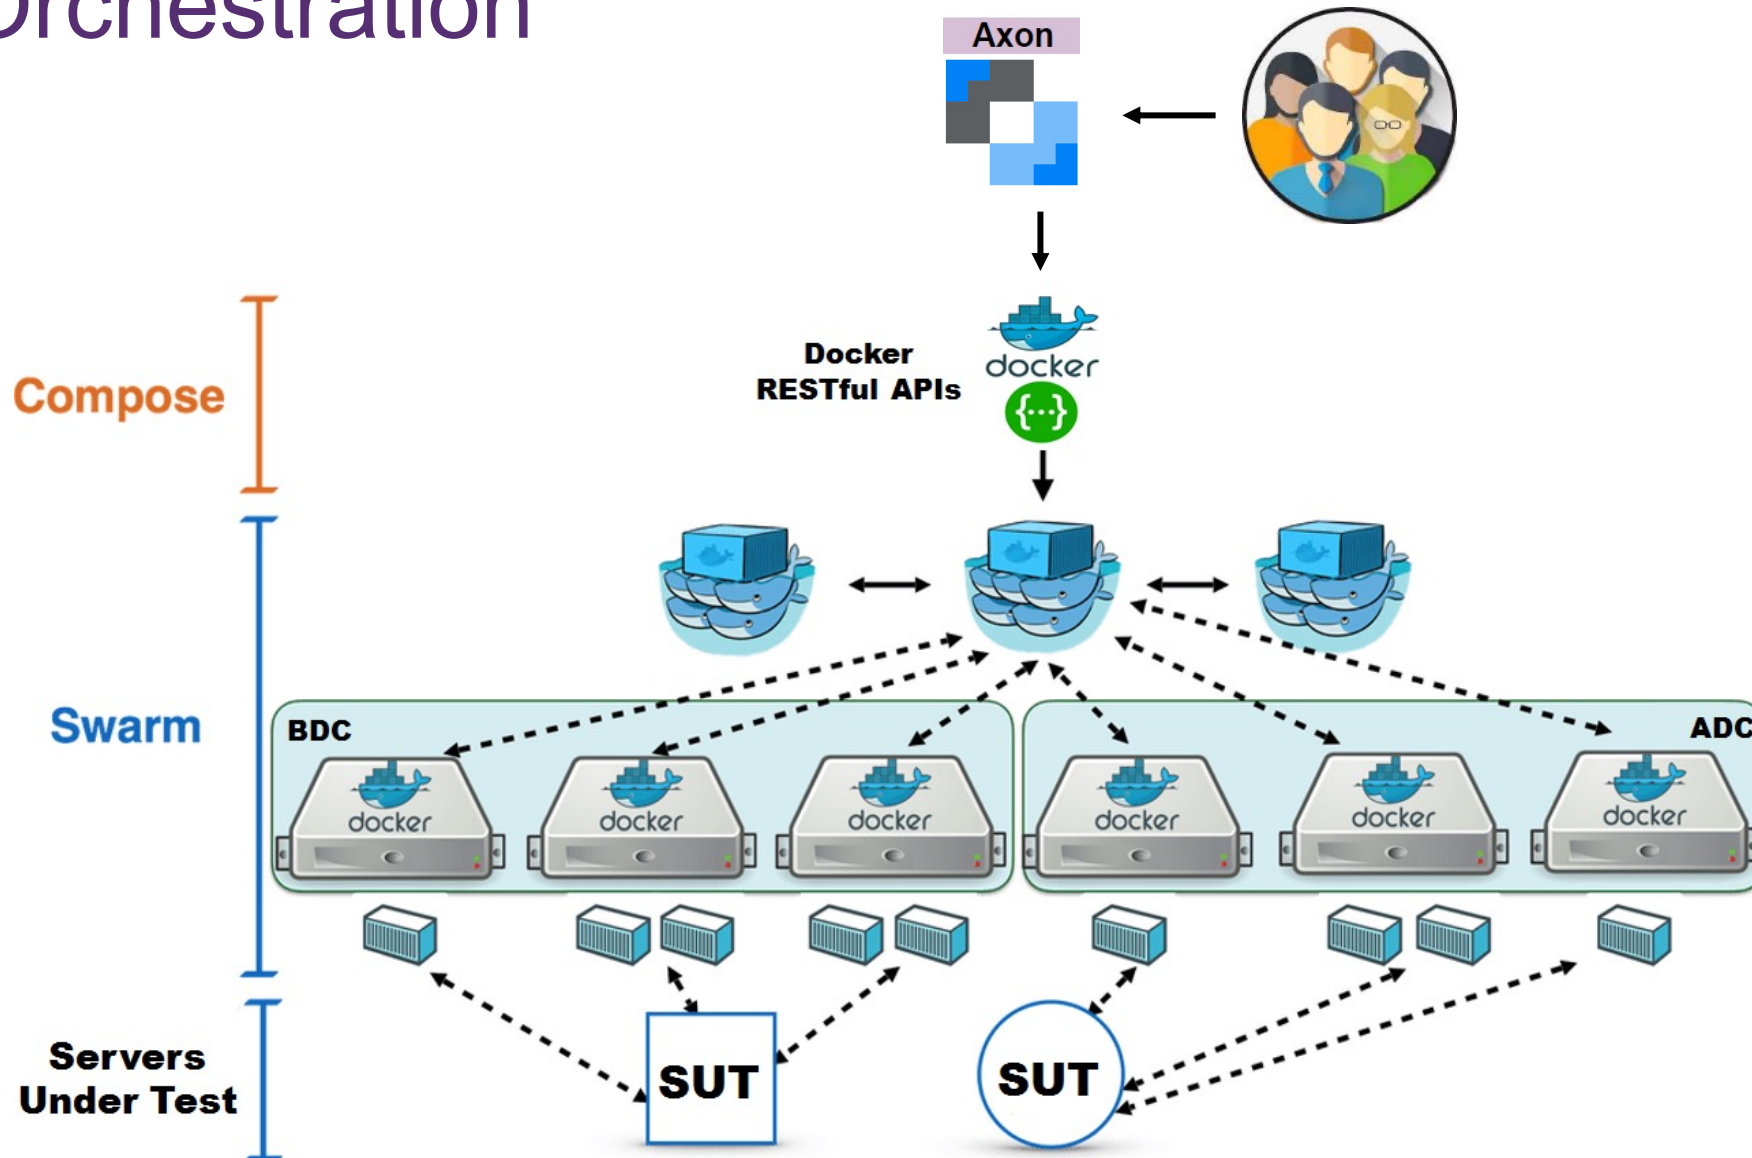 Orchestration
Axon
Docker
RESTful APIs
docker
{...}
Compose
Swarm
BDC
ADC
docker
docker
docker
docker
docker
docker
Servers
Under Test
SUT
SUT